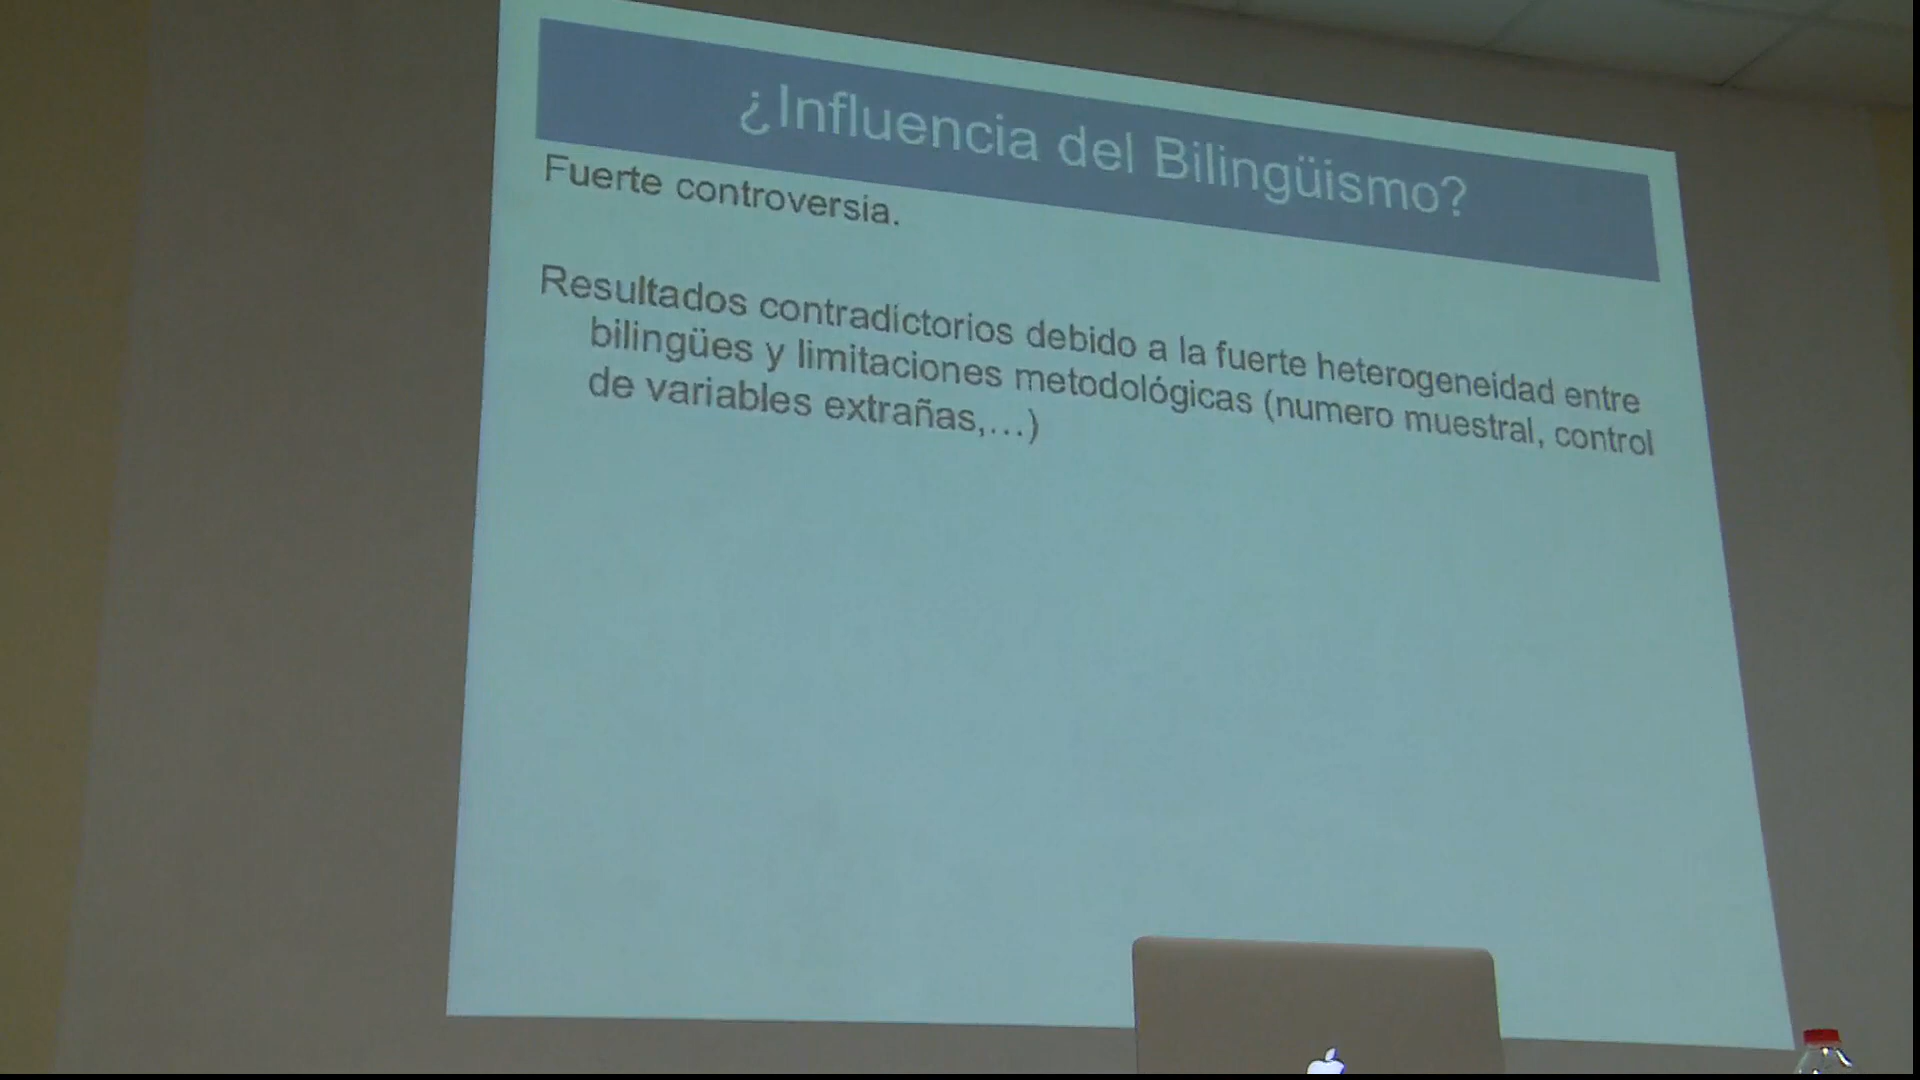 ¿Influencia del Bilingüismo?
Fuerte controversia.
Resultados contradictorios debido a la fuerte heterogeneidad entre
bilingües y limitaciones metodológicas (numero muestral, control
de variables extrañas,...)